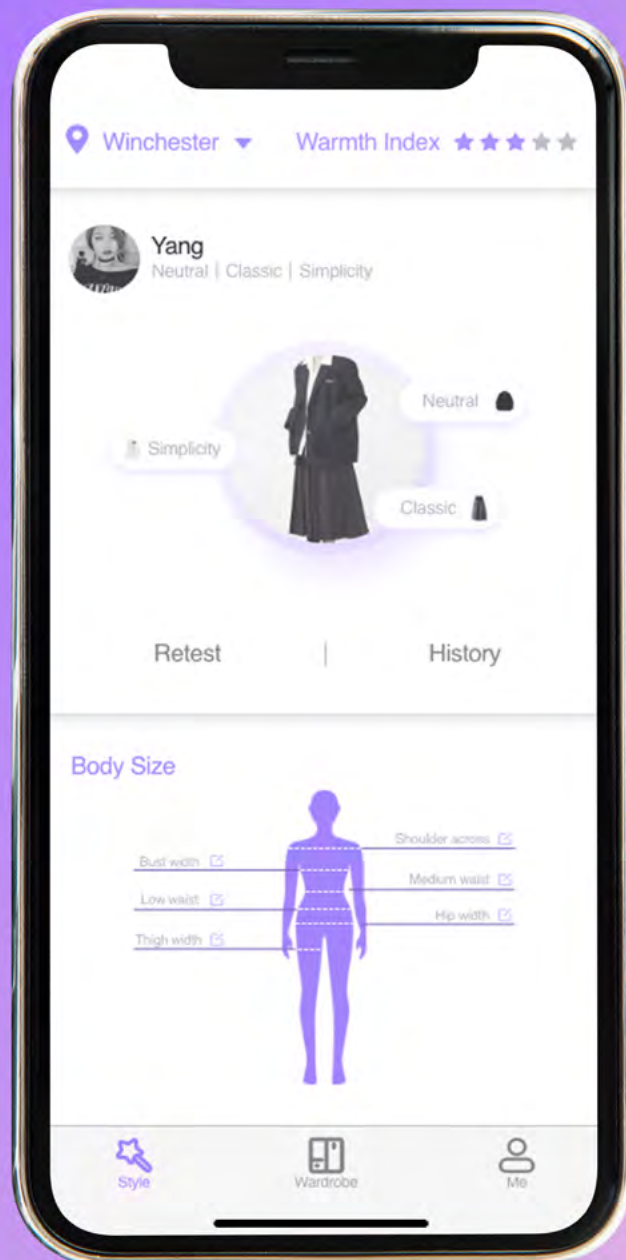 Winchester
Warmth Index
Yang
Neutral | Classic | Simplicity
Neutral
Simplicity
Classic
Retest | History
Body Size
Shoulder across
Bust width
Medium waist
Low waist
Hip width
Thigh width
Style
Wardrobe
Me